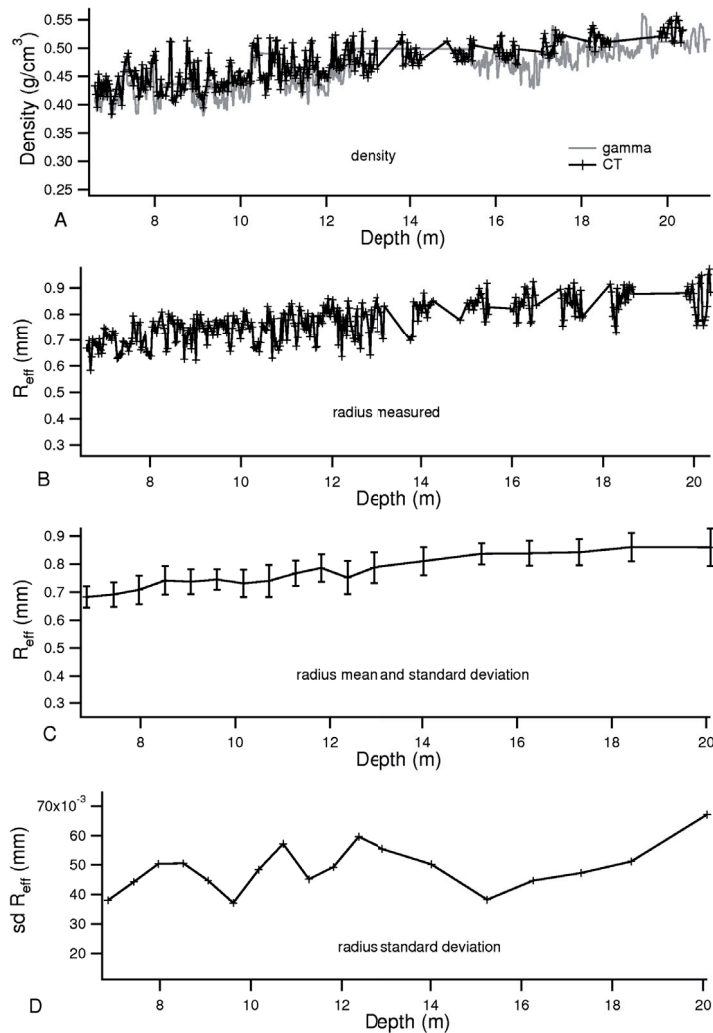 0.55
0.50
0.45
0.40
0.35
0.30
0.25
Density (g/cm³)
density
gamma
CT
8 10 12 14 16 18 20
A
Depth (m)
0.9
0.8
0.7
0.6
0.5
0.4
0.3
R_eff (mm)
radius measured
8 10 12 14 16 18 20
B
Depth (m)
0.9
0.8
0.7
0.6
0.5
0.4
0.3
R_eff (mm)
radius mean and standard deviation
8 10 12 14 16 18 20
C
Depth (m)
70x10⁻³
60
50
40
30
20
sd R_eff (mm)
radius standard deviation
8 10 12 14 16 18 20
D
Depth (m)